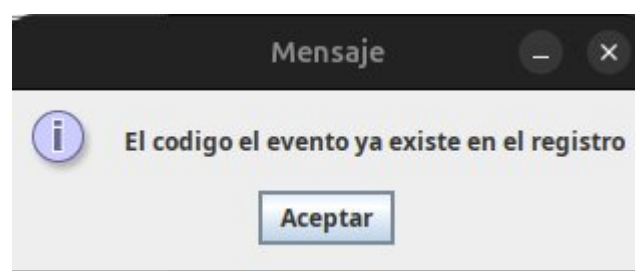 Mensaje
El codigo el evento ya existe en el registro
Aceptar